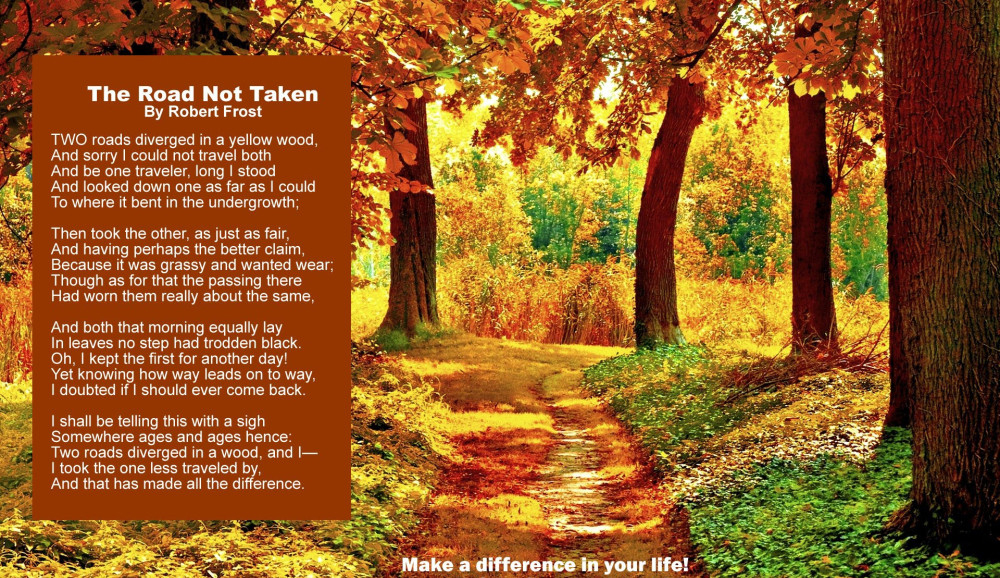 The Road Not Taken
By Robert Frost
TWO roads diverged in a yellow wood,
And sorry I could not travel both
And be one traveler, long I stood
And looked down one as far as I could
To where it bent in the undergrowth;
Then took the other, as just as fair,
And having perhaps the better claim,
Because it was grassy and wanted wear;
Though as for that the passing there
Had worn them really about the same,
And both that morning equally lay
In leaves no step had trodden black.
Oh, I kept the first for another day!
Yet knowing how way leads on to way,
I doubted if I should ever come back.
I shall be telling this with a sigh
Somewhere ages and ages hence:
Two roads diverged in a wood, and I—
I took the one less traveled by,
And that has made all the difference.
Make a difference in your life!